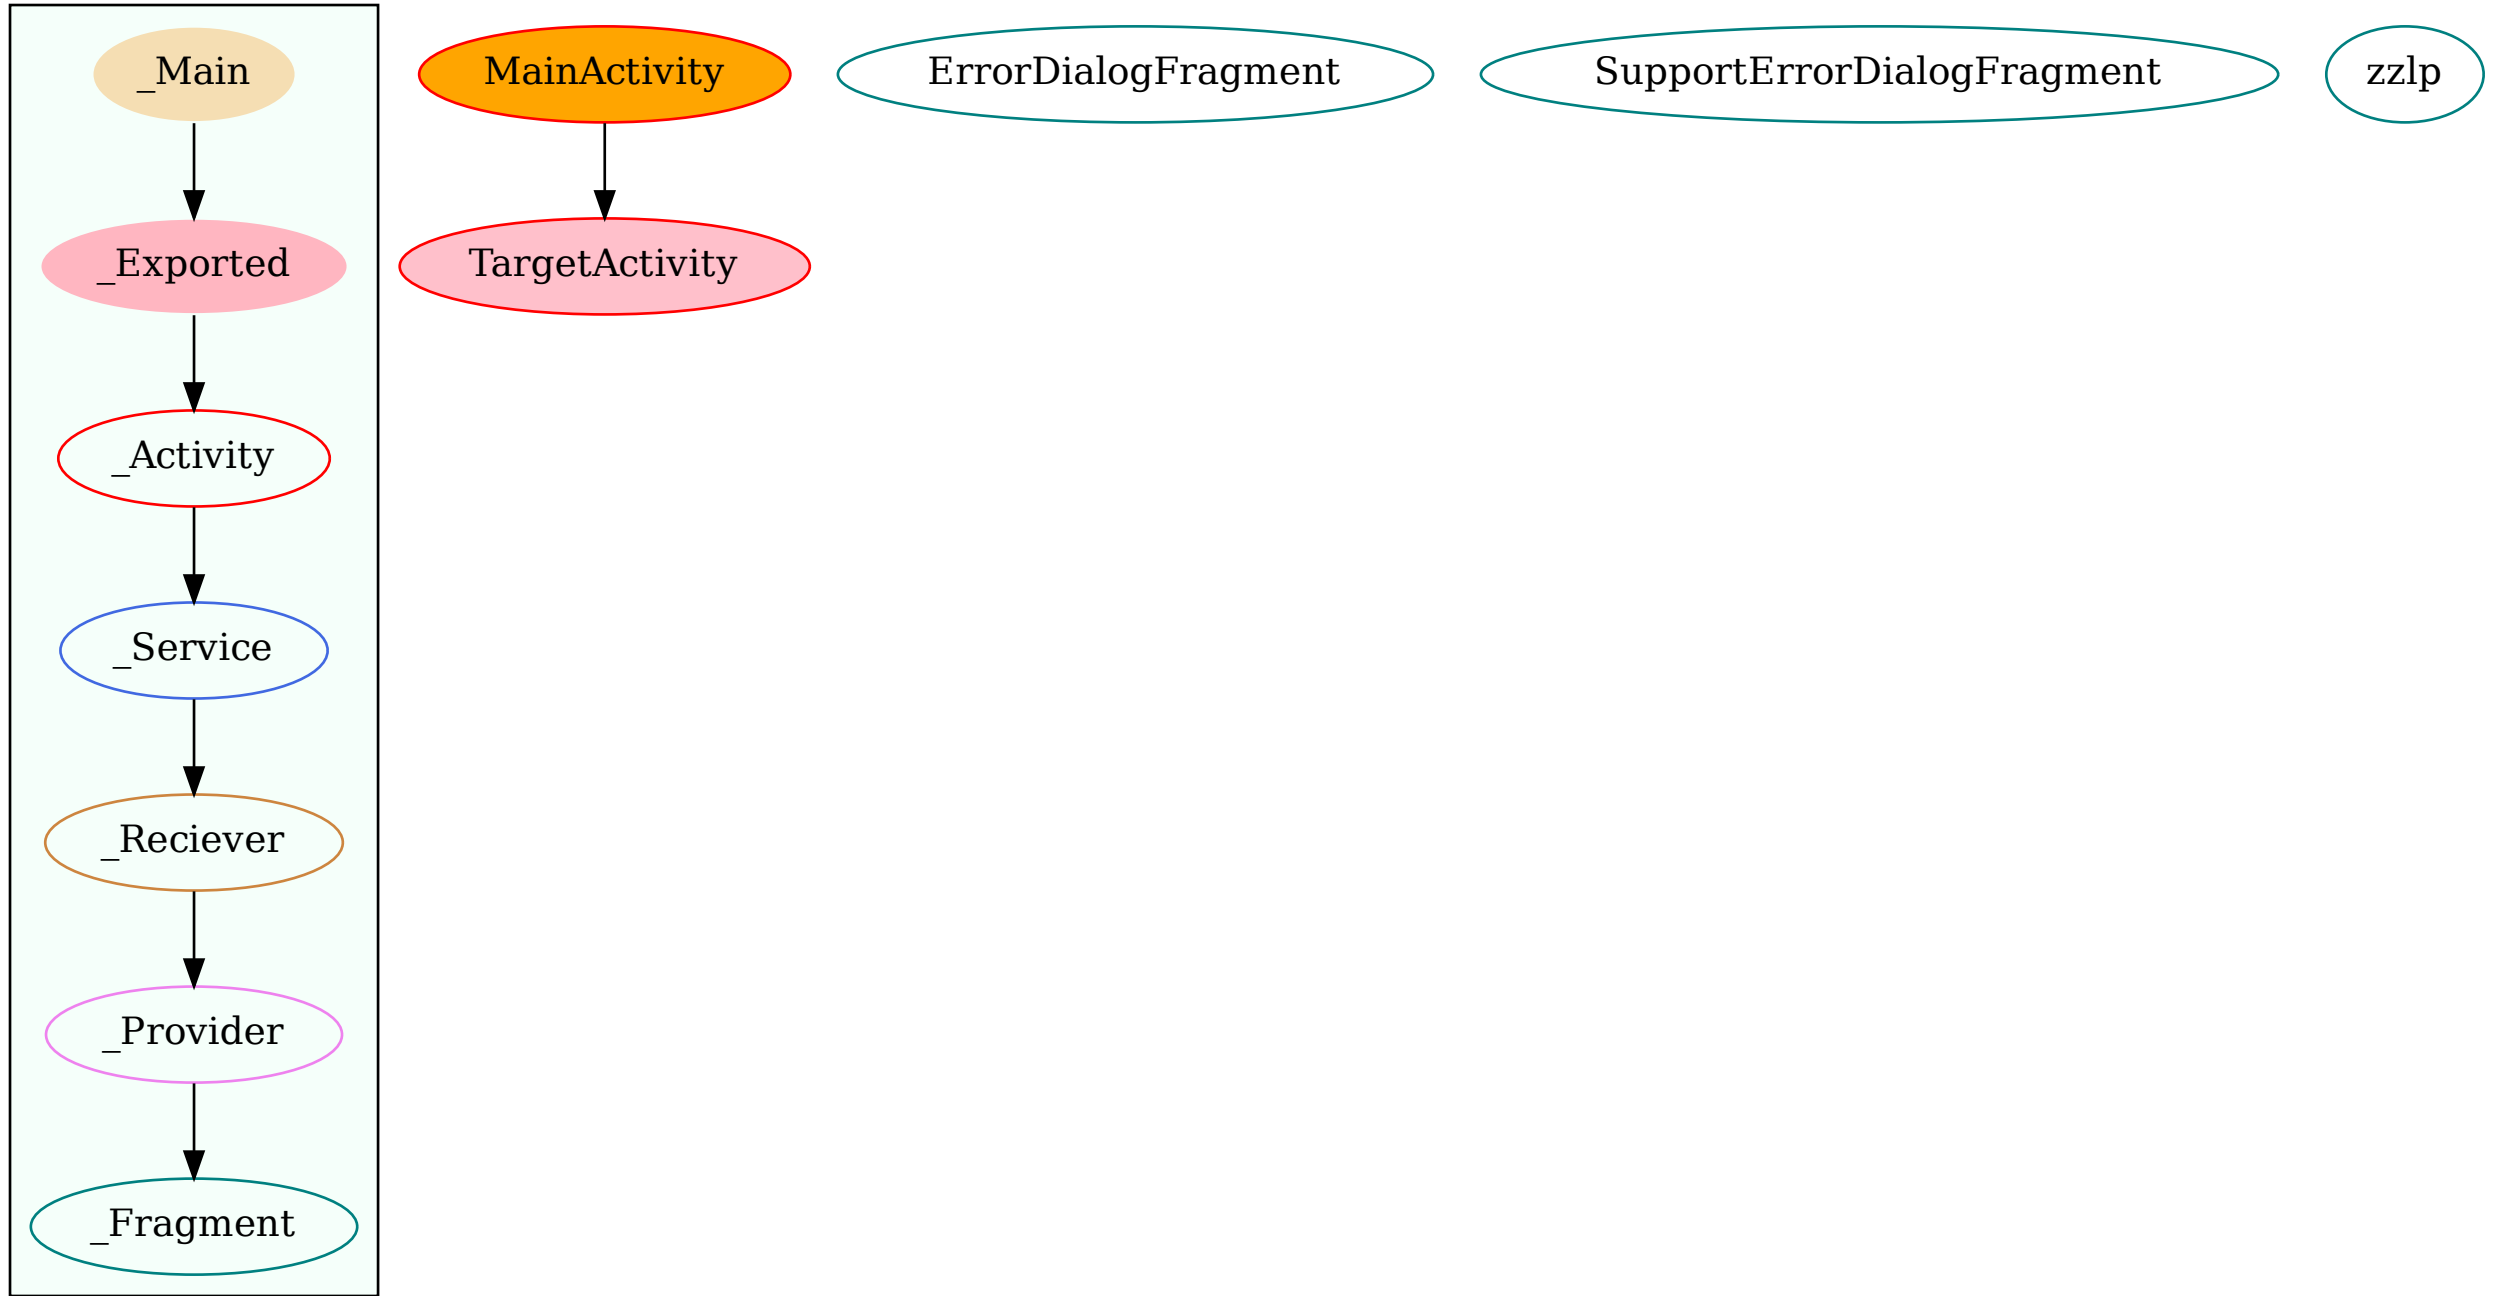 _Main
_Exported
_Activity
_Service
_Reciever
_Provider
_Fragment
MainActivity
TargetActivity
ErrorDialogFragment
SupportErrorDialogFragment
zzlp